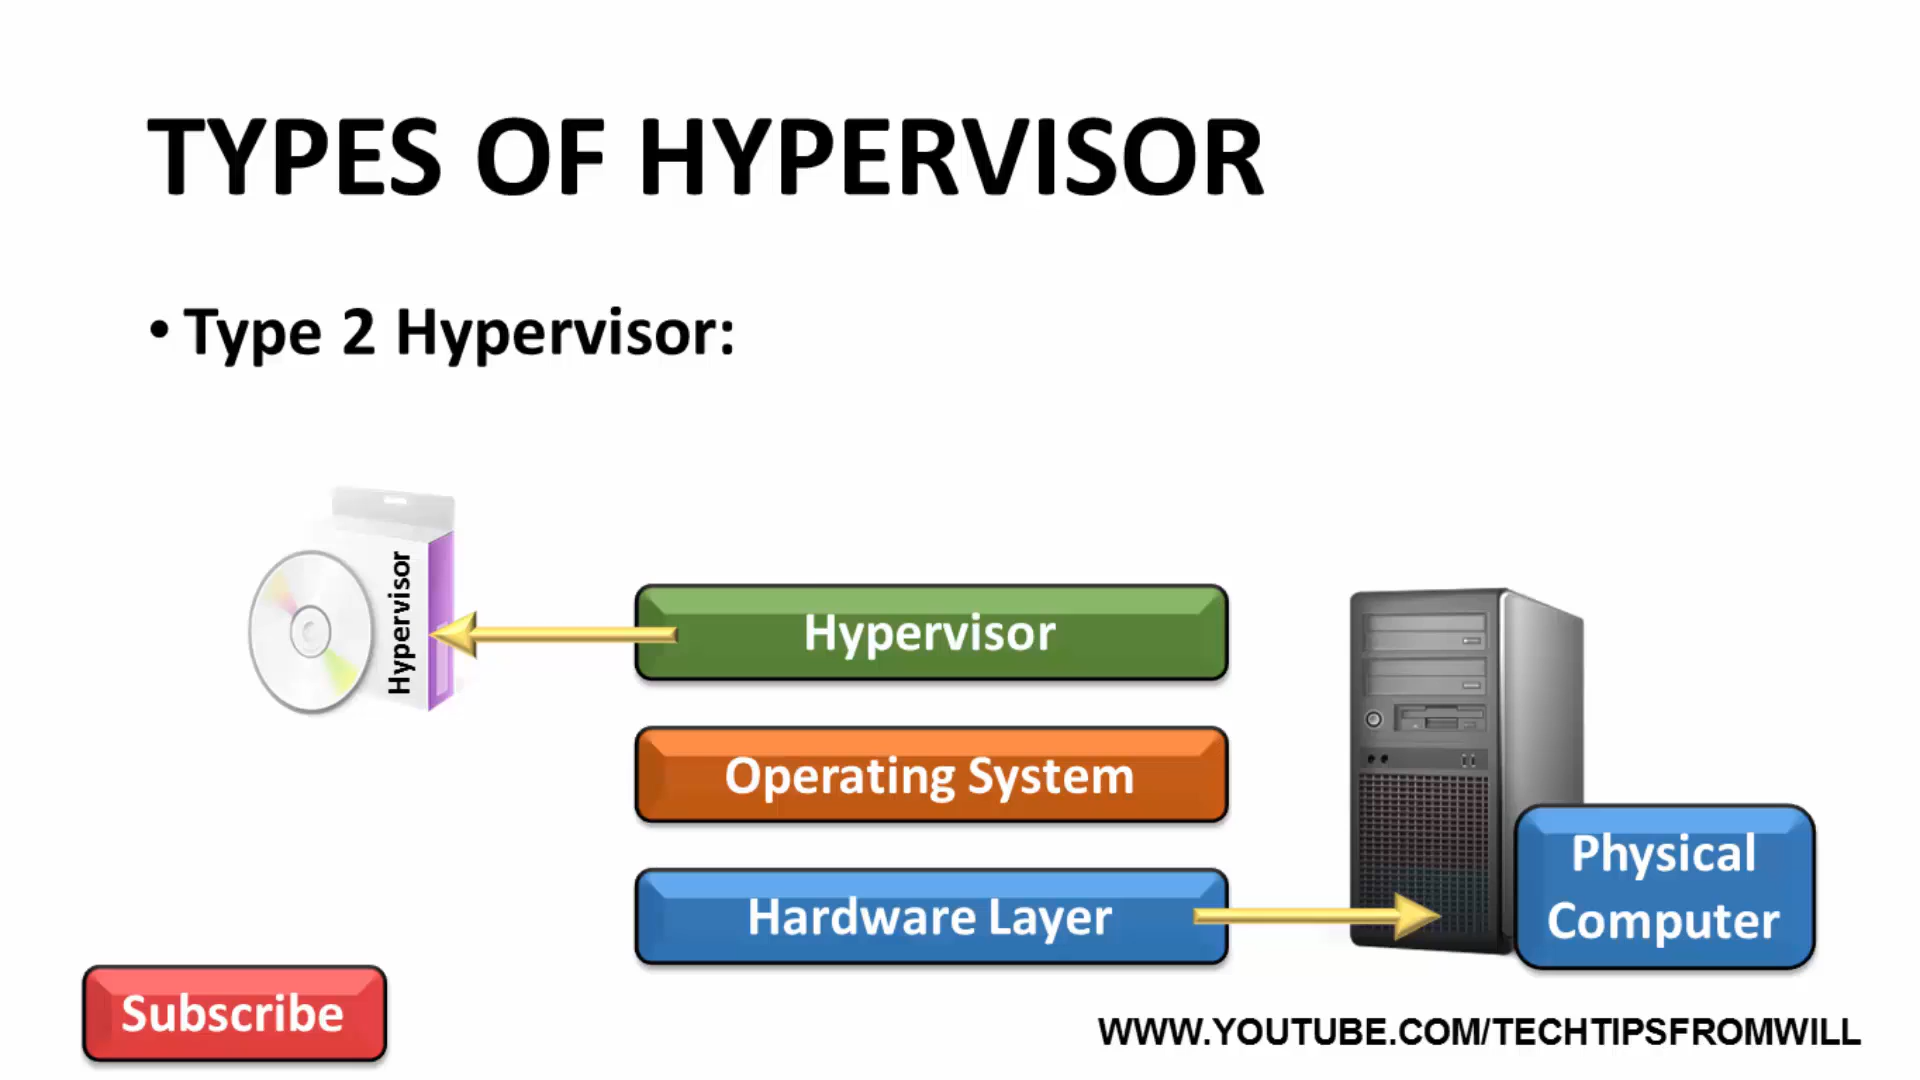 TYPES OF HYPERVISOR
• Type 2 Hypervisor:
Hypervisor
Hypervisor
Operating System
Hardware Layer
Physical
Computer
Subscribe
WWW.YOUTUBE.COM/TECHTIPSFROMWILL